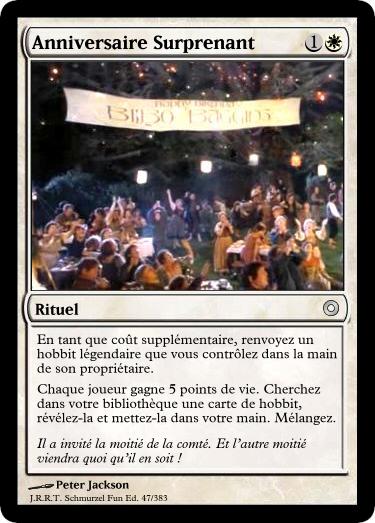 Anniversaire Surprenant 1
Happy Birthday
Bilbo Baggins
Rituel
En tant que coût supplémentaire, renvoyez un
hobbit légendaire que vous contrôlez dans la main
de son propriétaire.
Chaque joueur gagne 5 points de vie. Cherchez
dans votre bibliothèque une carte de hobbit,
révélez-la et mettez-la dans votre main. Mélangez.
Il a invité la moitié de la comté. Et l'autre moitié
viendra quoi qu'il en soit !
Peter Jackson
J.R.R.T. Schmurzel Fun Ed. 47/383